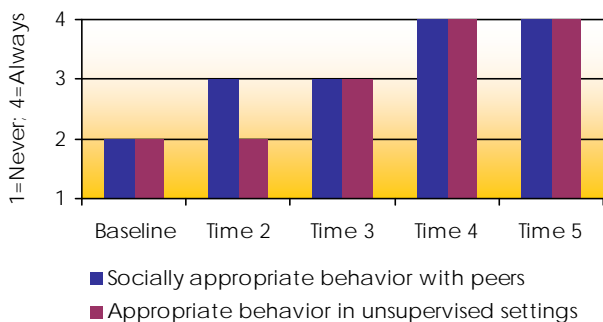 1=Never; 4=Always
4
3
2
1
Baseline Time 2 Time 3 Time 4 Time 5
Socially appropriate behavior with peers
Appropriate behavior in unsupervised settings